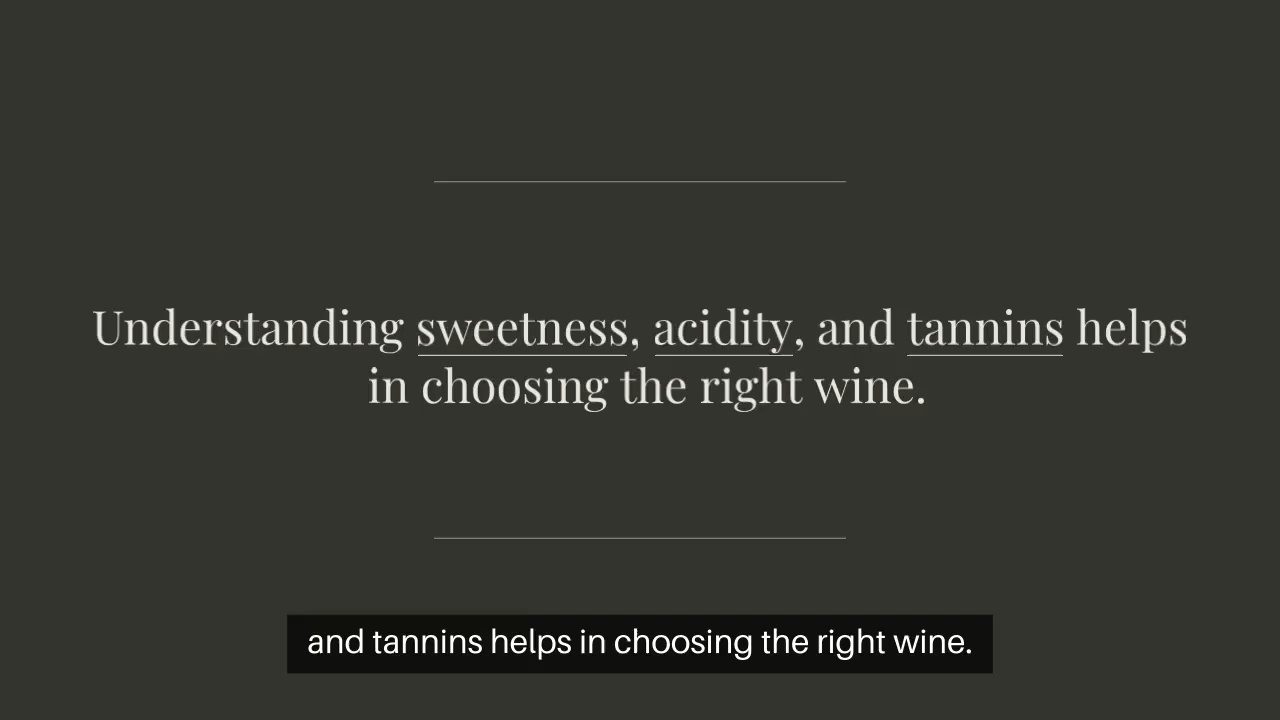 Understanding sweetness, acidity, and tannins helps
in choosing the right wine.
and tannins helps in choosing the right wine.